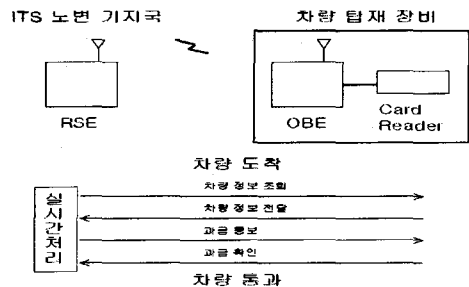 ITS 노변 기지국
차량 탑재 장비
RSE
OBE
Card
Reader
차량 도착
실시간처리
차량 정보 조회
차량 정보 전달
과금 통보
과금 확인
차량 통과